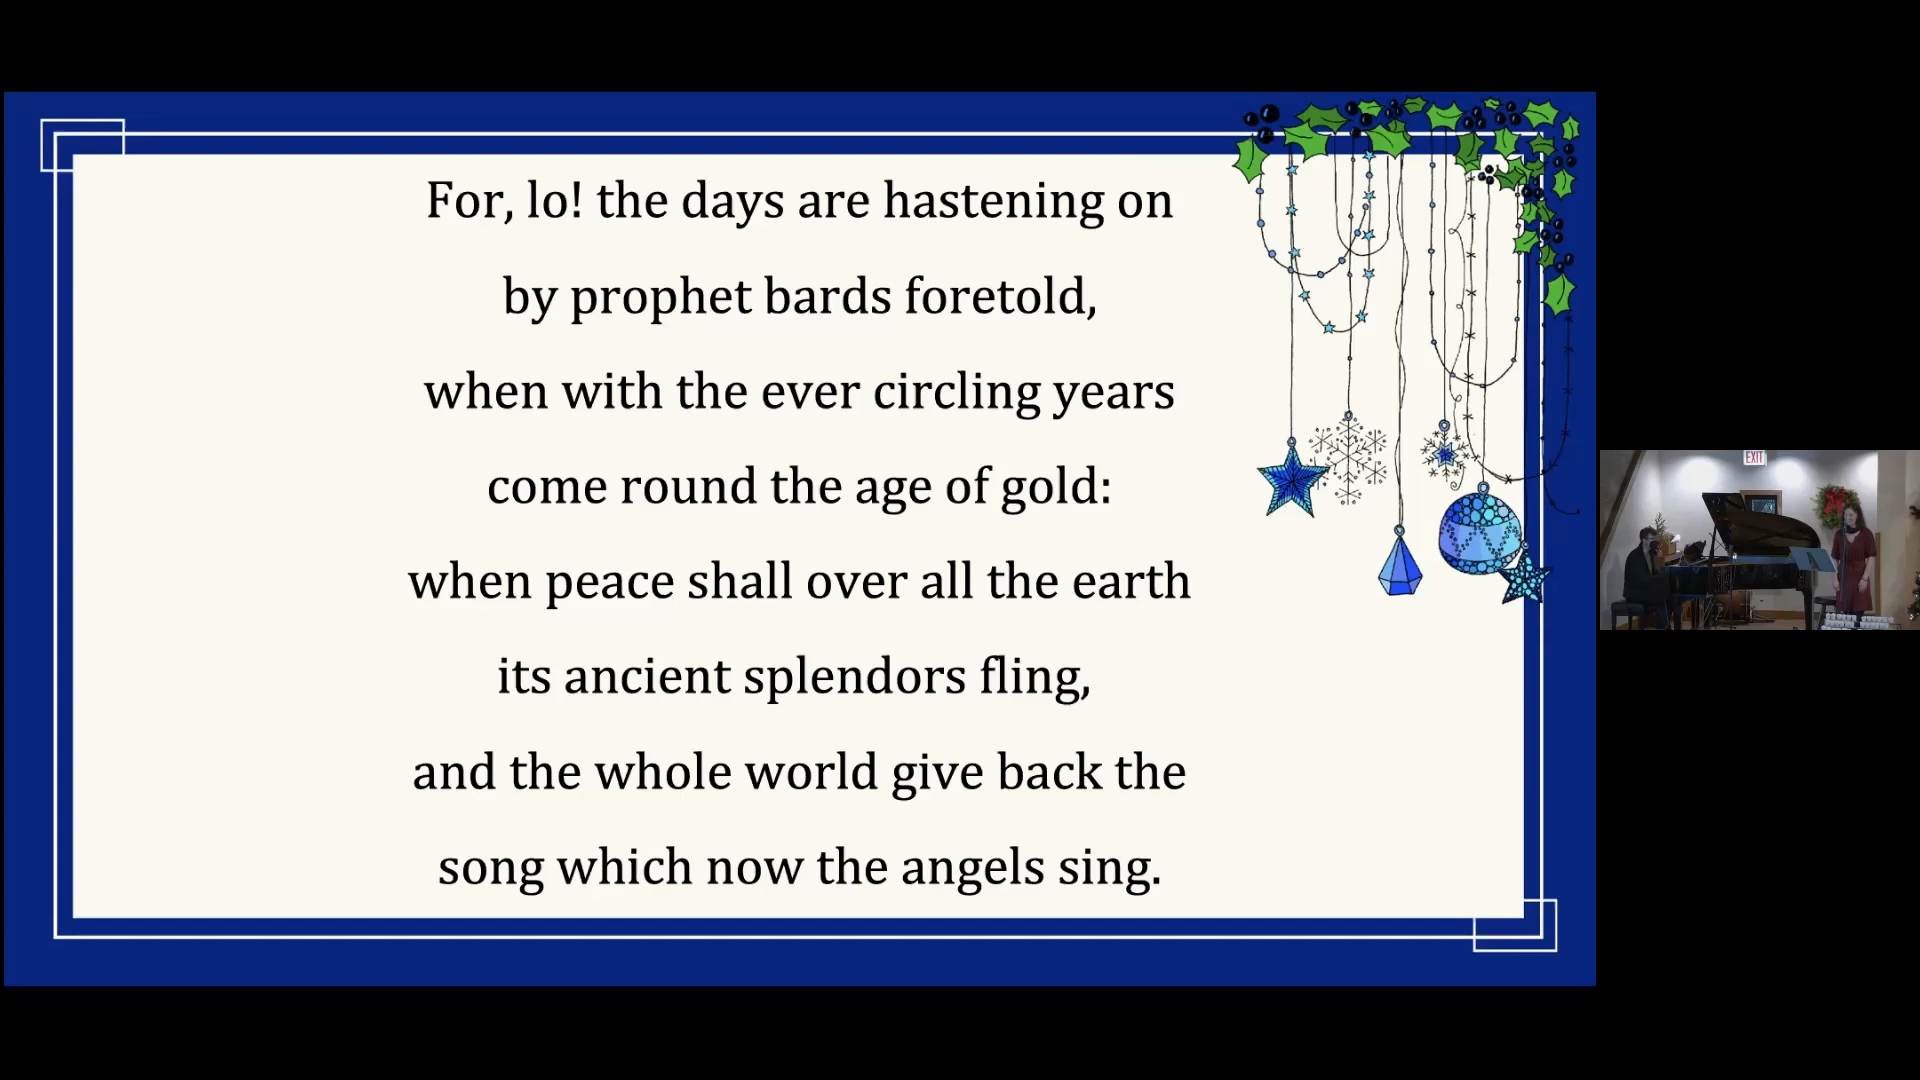 For, lo! the days are hastening on
by prophet bards foretold,
when with the ever circling years
come round the age of gold:
when peace shall over all the earth
its ancient splendors fling,
and the whole world give back the
song which now the angels sing.
EXIT